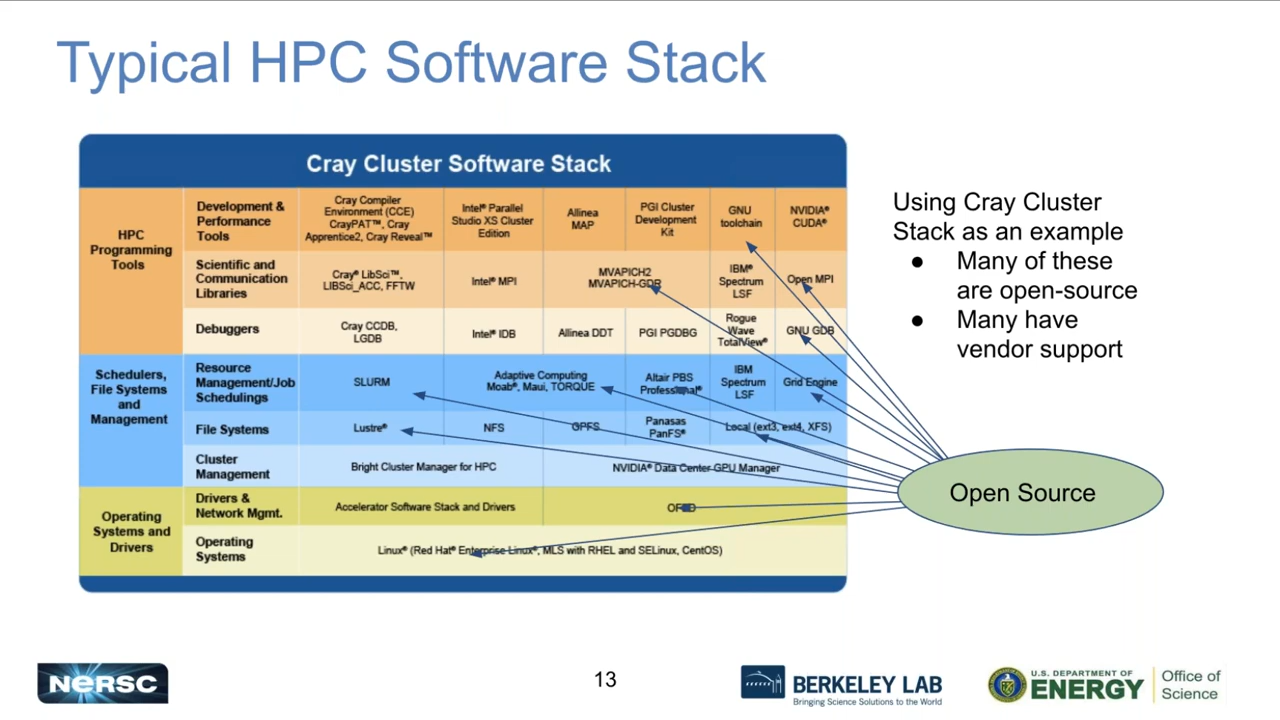 Typical HPC Software Stack
Cray Cluster Software Stack
HPC
Programming
Tools
Development &
Performance
Tools
Cray Compiler
Environment (CCE)
CrayPAT™, Cray
Apprentice2, Cray Reveal™
Intel® Parallel
Studio XS Cluster
Edition
Allinea
MAP
PGI Cluster
Development
Kit
GNU
toolchain
NVIDIA®
CUDA®
Scientific and
Communication
Libraries
Cray® LibSci™,
LIBSci_ACC, FFTW
Intel® MPI
MVAPICH2
MVAPICH-GDR
IBM®
Spectrum
LSF
Open MPI
Debuggers
Cray CCDB,
LGDB
Intel® IDB
Allinea DDT
PGI PGDBG
Rogue
Wave
TotalView®
GNU GDB
Schedulers,
File Systems
and
Management
Resource
Management/Job
Schedulings
SLURM
Adaptive Computing
Moab®, Maui, TORQUE
Altair PBS
Professional®
IBM
Spectrum
LSF
Grid Engine
File Systems
Lustre®
NFS
GPFS
Panasas
PanFS®
Local (ext3, ext4, XFS)
Cluster
Management
Bright Cluster Manager for HPC
NVIDIA® Data Center GPU Manager
Operating
Systems and
Drivers
Drivers &
Network Mgmt.
Accelerator Software Stack and Drivers
OFED
Operating
Systems
Linux® (Red Hat® Enterprise Linux®, MLS with RHEL and SELinux, CentOS)
Using Cray Cluster
Stack as an example
● Many of these
are open-source
● Many have
vendor support
Open Source
NERSC
13
BERKELEY LAB
Bringing Science Solutions to the World
U.S. DEPARTMENT OF
ENERGY
Office of
Science